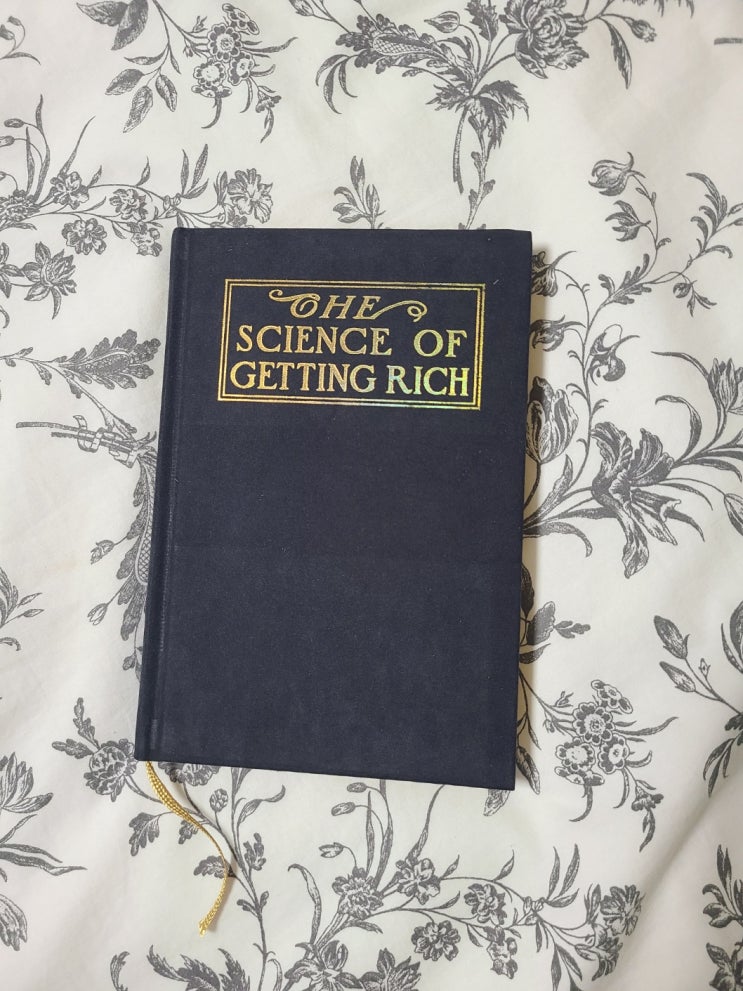 THE
SCIENCE OF
GETTING RICH